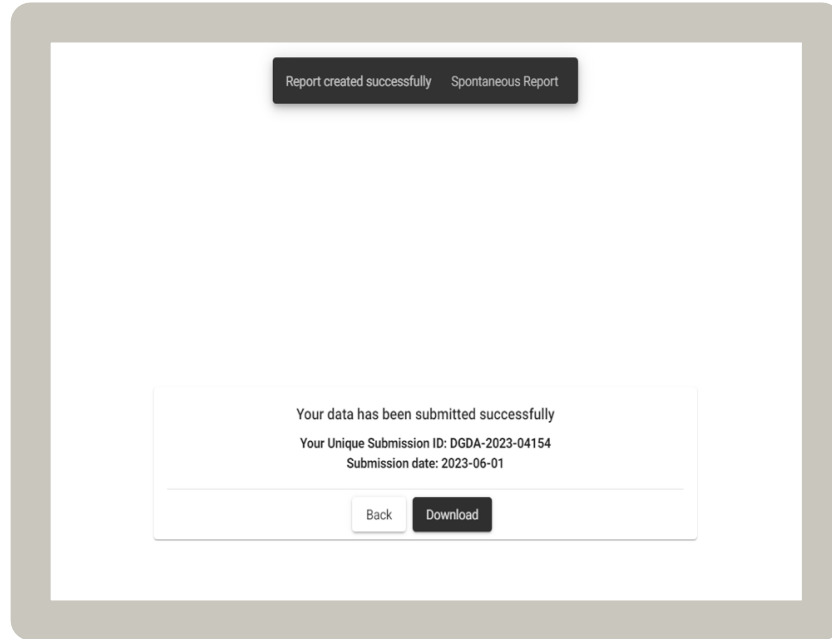 Report created successfully Spontaneous Report
Your data has been submitted successfully
Your Unique Submission ID: DGDA-2023-04154
Submission date: 2023-06-01
Back Download